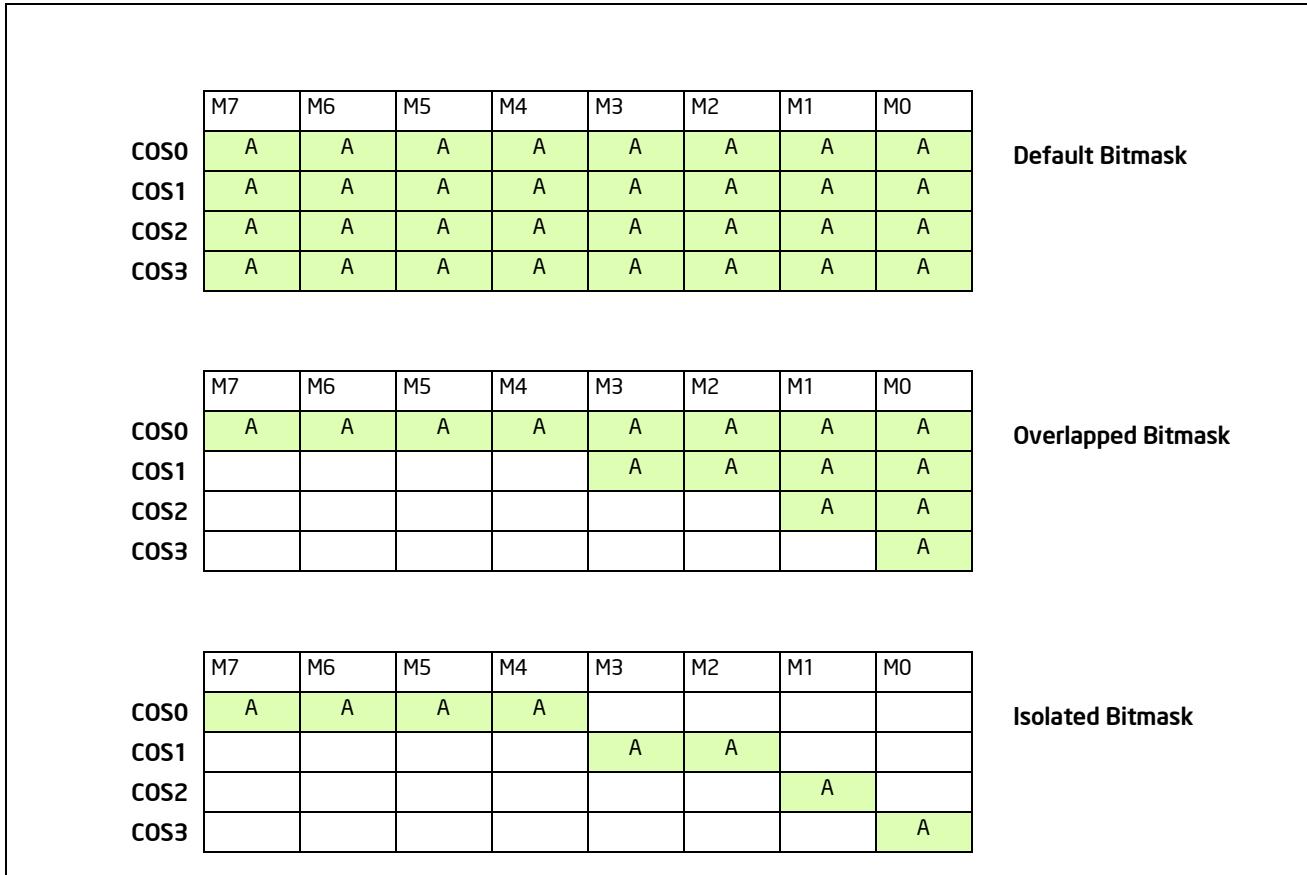 M7 M6 M5 M4 M3 M2 M1 M0
COS0 A A A A A A A A Default Bitmask
COS1 A A A A A A A A
COS2 A A A A A A A A
COS3 A A A A A A A A
M7 M6 M5 M4 M3 M2 M1 M0
COS0 A A A A A A A A Overlapped Bitmask
COS1 A A A A
COS2 A A
COS3 A
M7 M6 M5 M4 M3 M2 M1 M0
COS0 A A A A Isolated Bitmask
COS1 A A
COS2 A
COS3 A